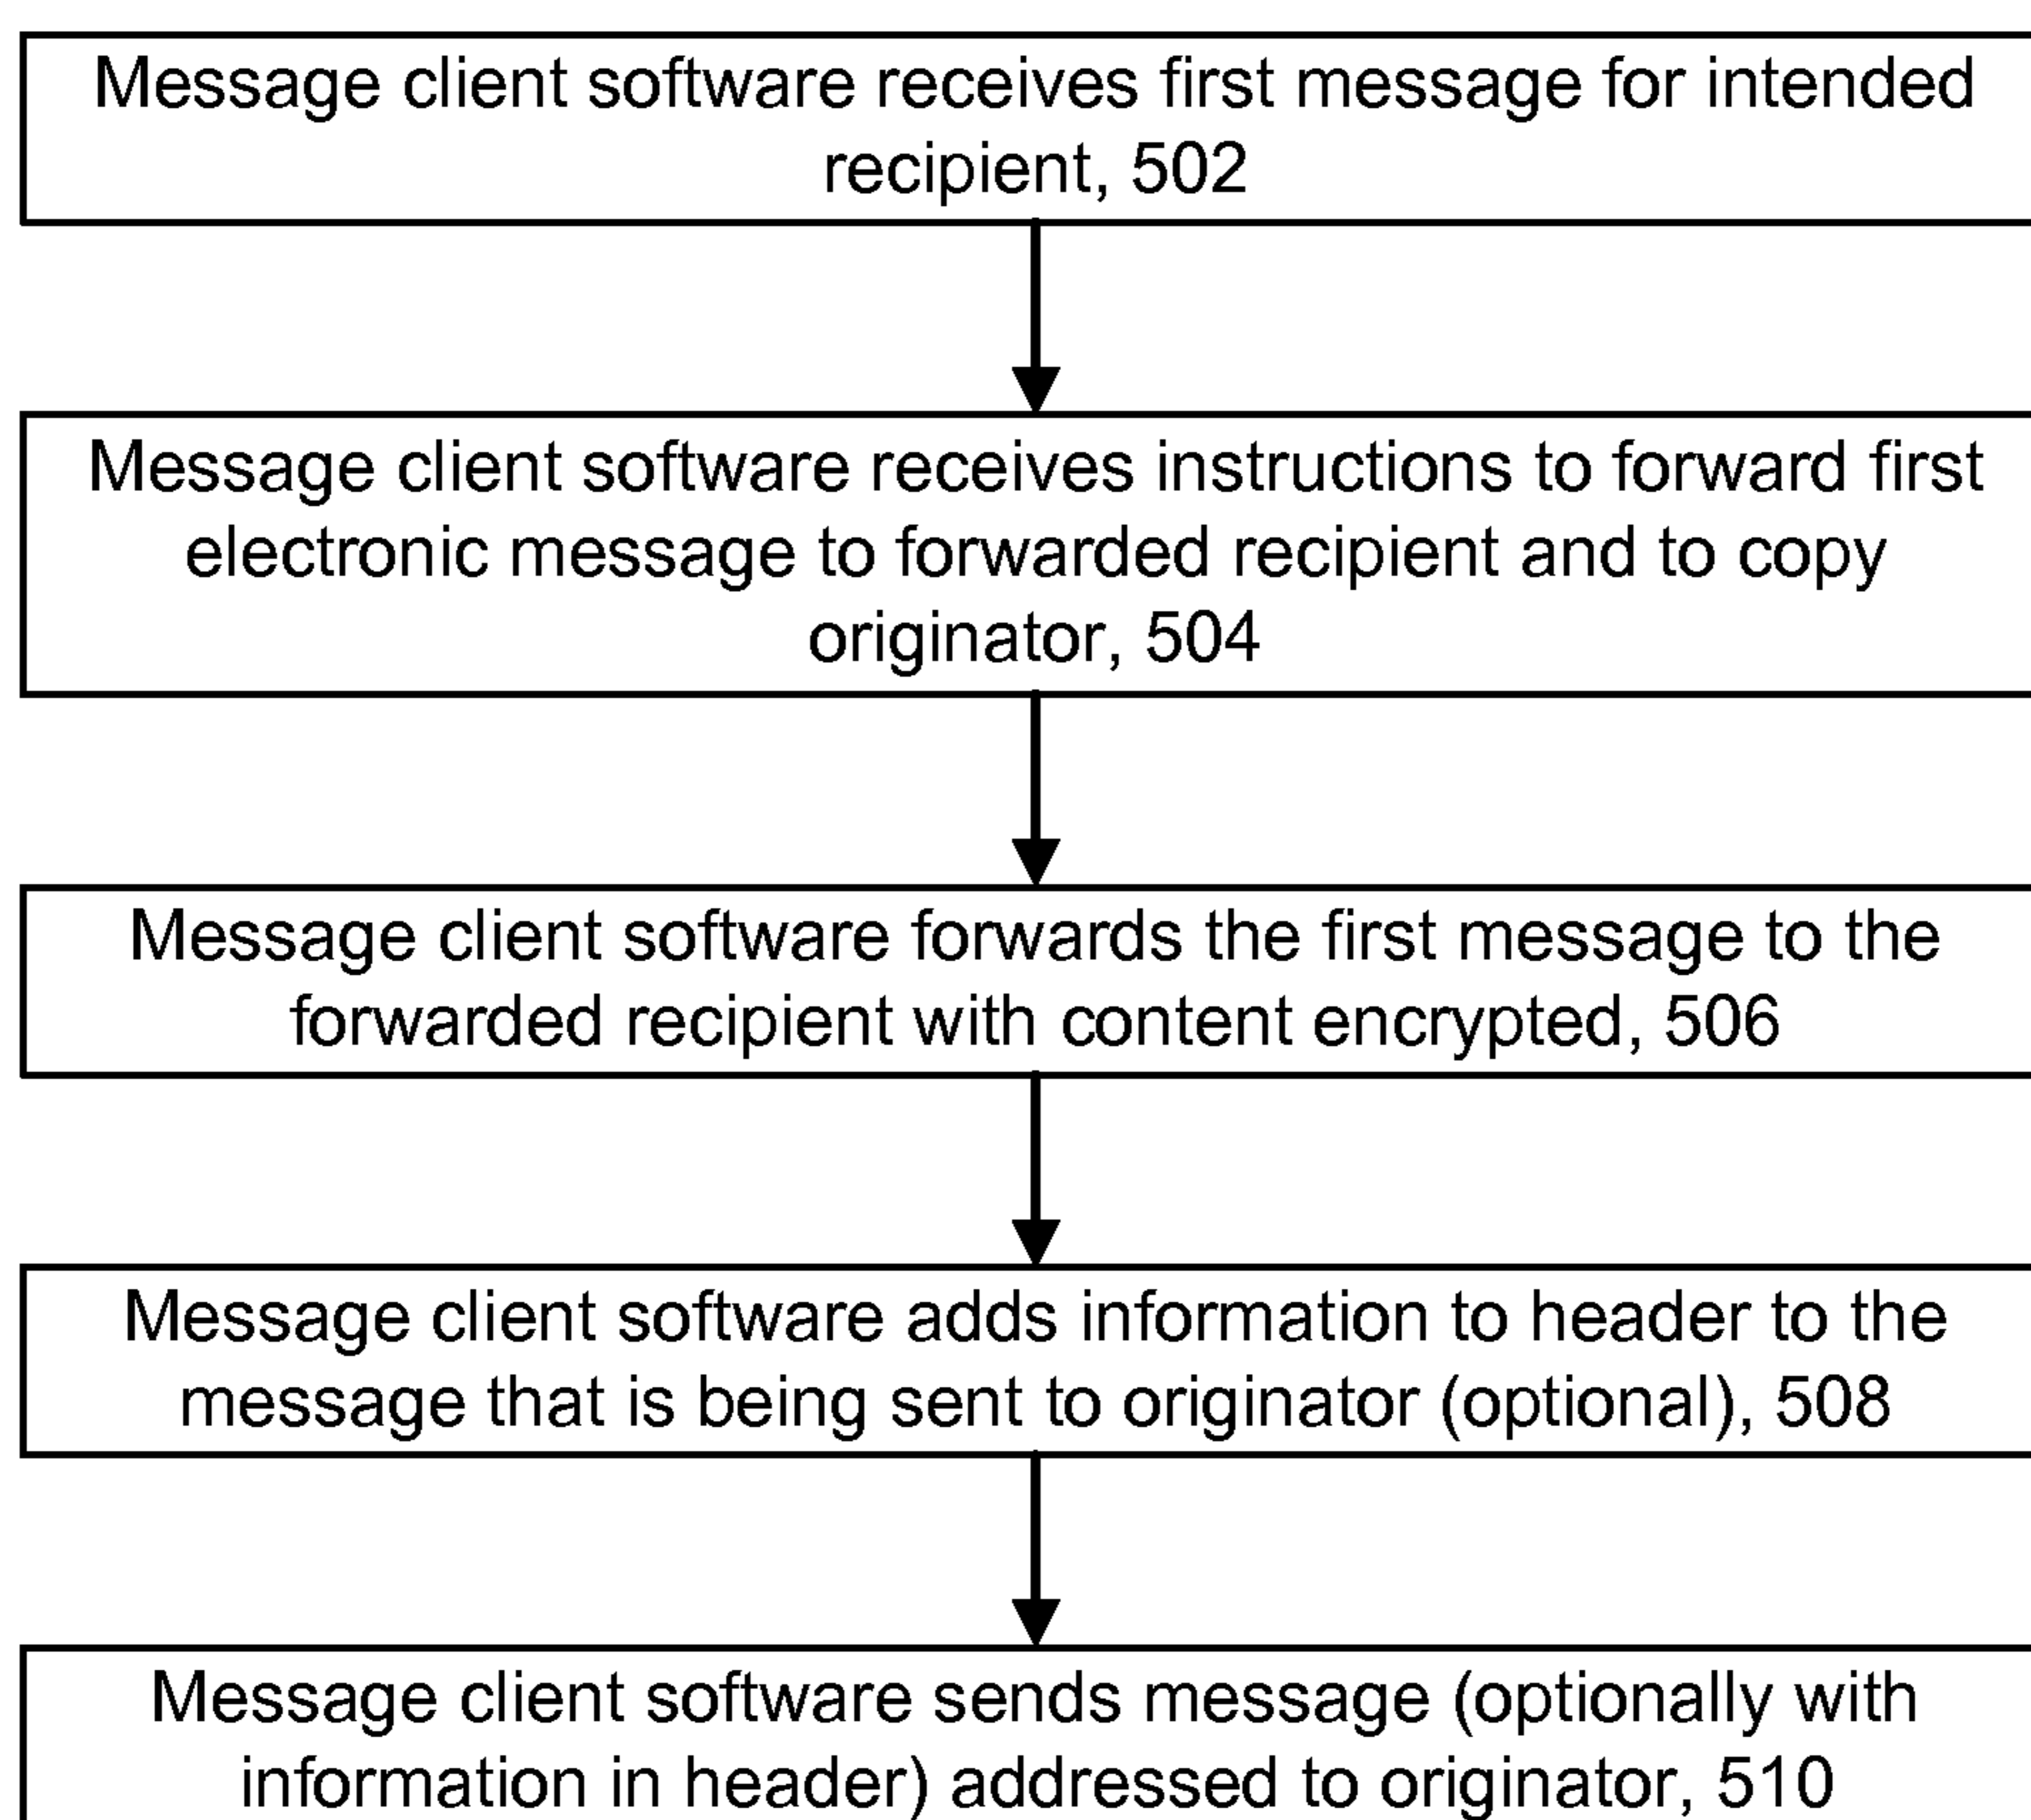 Message client software receives first message for intended
recipient, 502
Message client software receives instructions to forward first
electronic message to forwarded recipient and to copy
originator, 504
Message client software forwards the first message to the
forwarded recipient with content encrypted, 506
Message client software adds information to header to the
message that is being sent to originator (optional), 508
Message client software sends message (optionally with
information in header) addressed to originator, 510